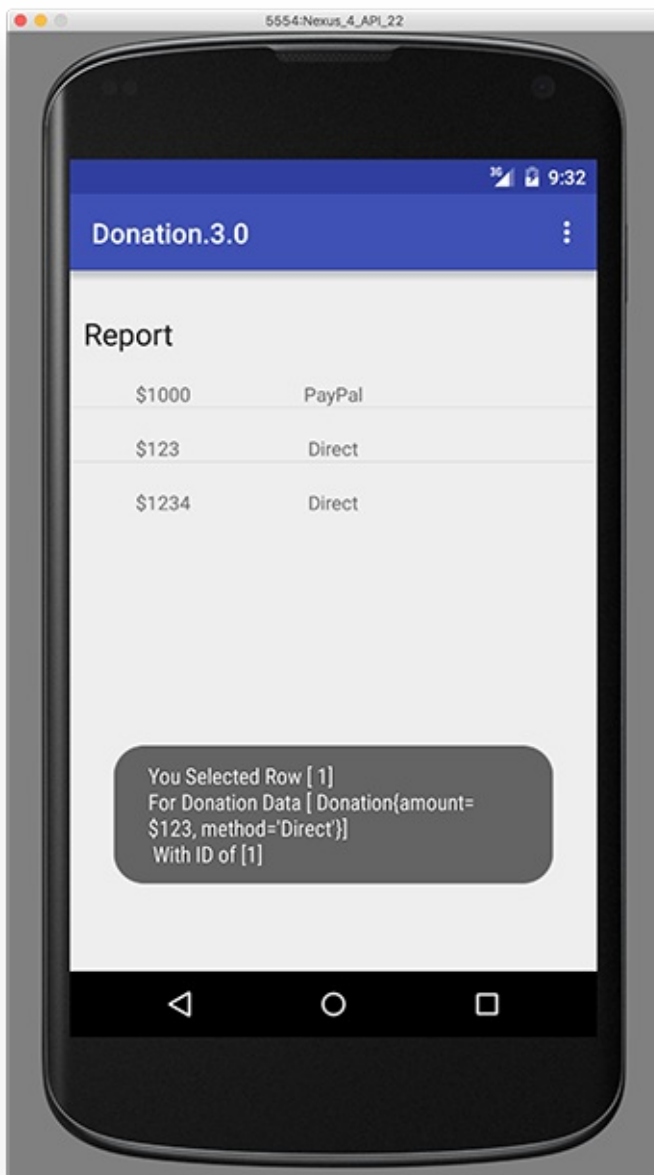 5554:Nexus_4_API_22
3G 9:32
Donation.3.0
Report
$1000 PayPal
$123 Direct
$1234 Direct
You Selected Row [ 1]
For Donation Data [ Donation{amount=
$123, method='Direct'}]
With ID of [1]